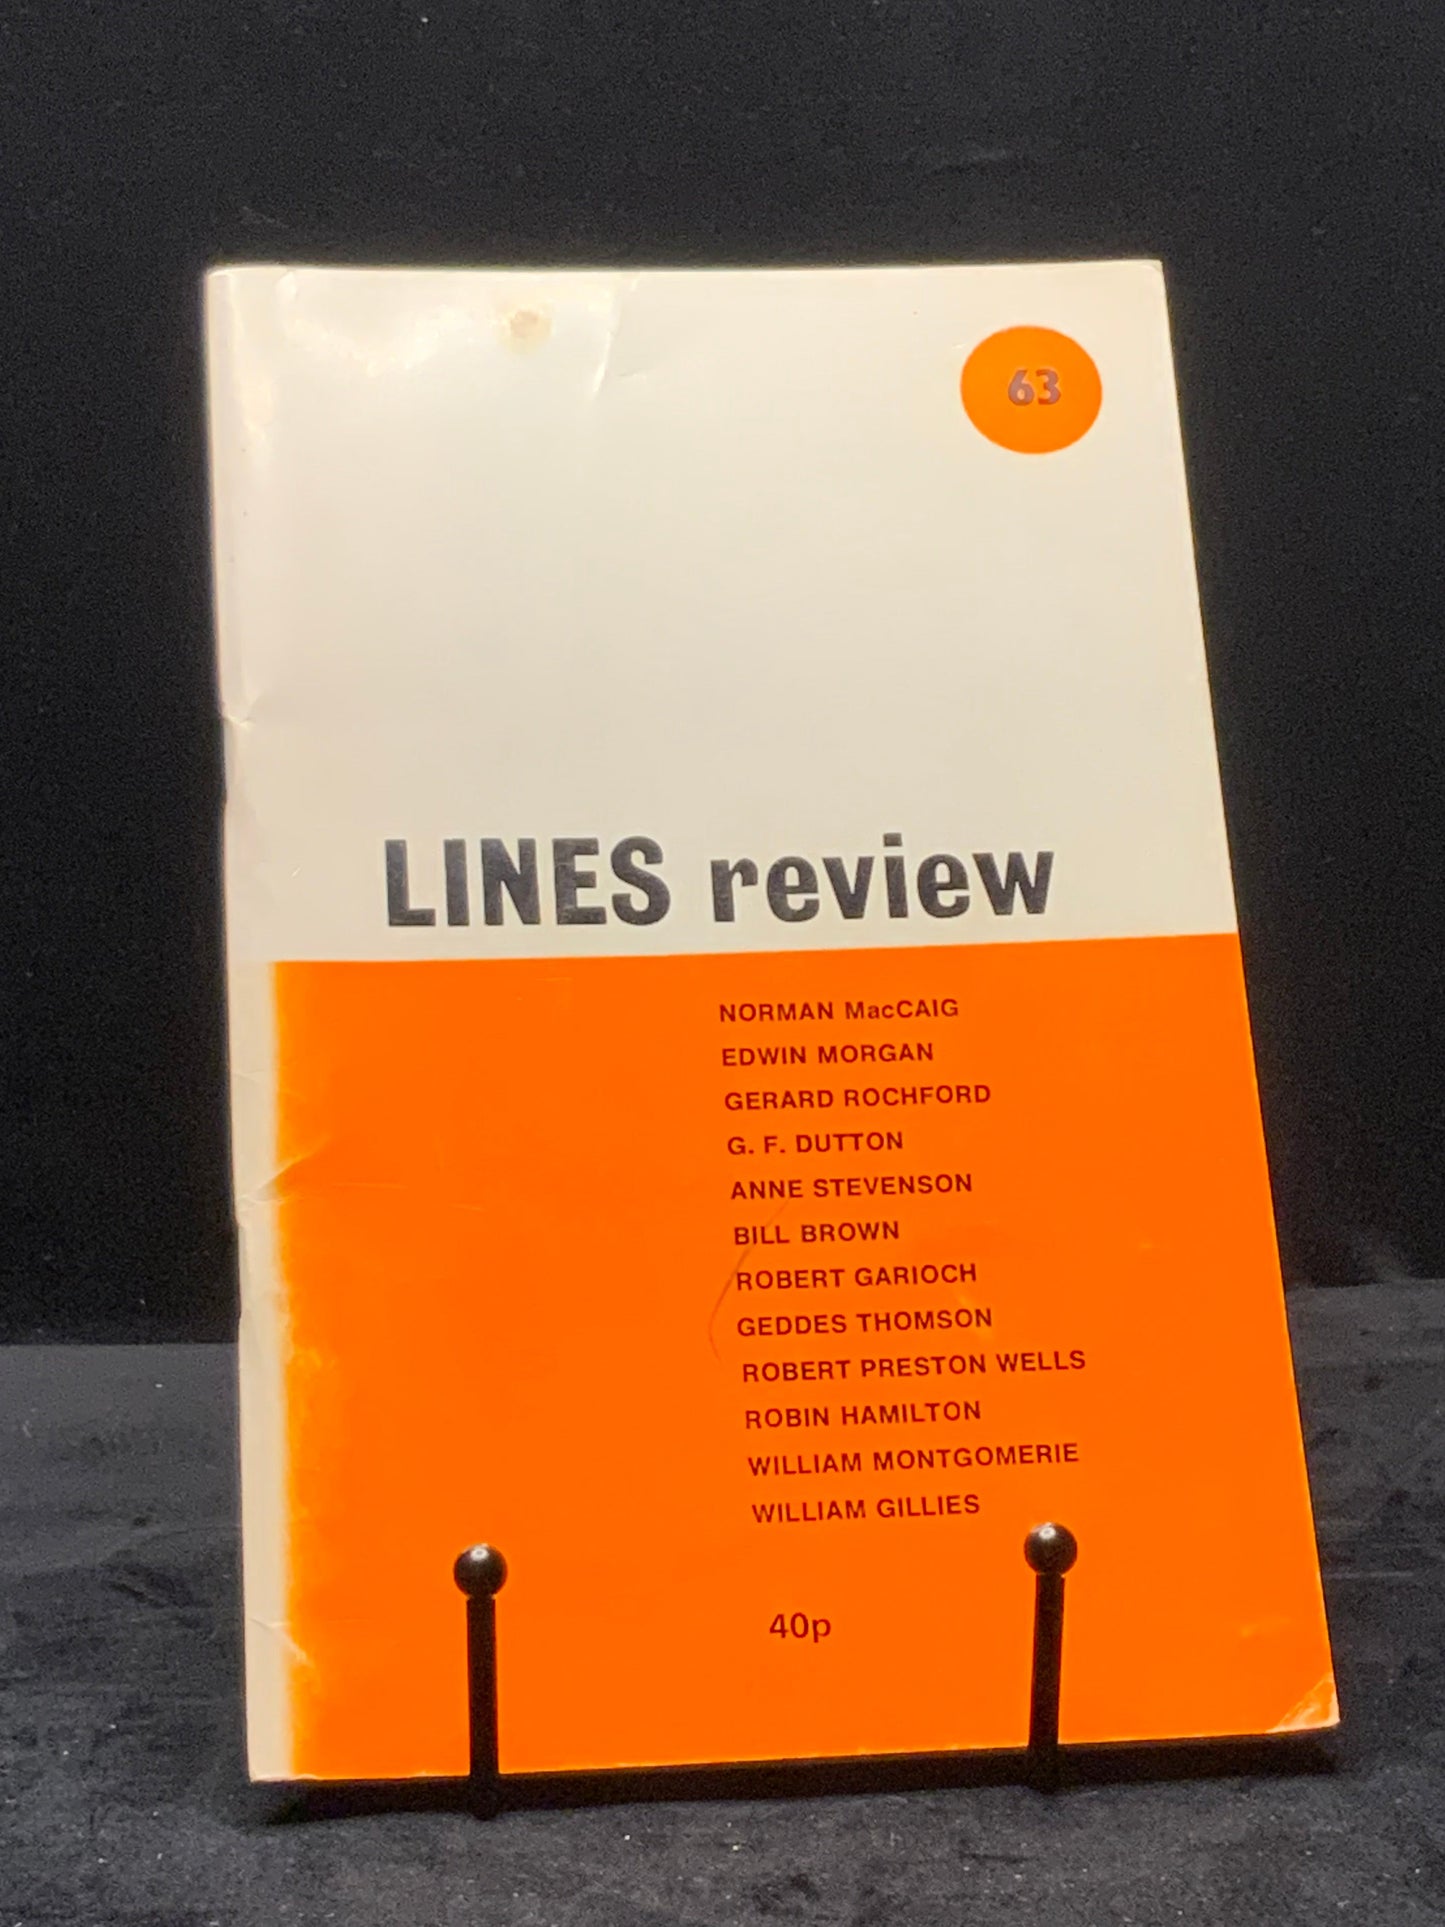 63
LINES review
NORMAN MacCAIG
EDWIN MORGAN
GERARD ROCHFORD
G. F. DUTTON
ANNE STEVENSON
BILL BROWN
ROBERT GARIOCH
GEDDES THOMSON
ROBERT PRESTON WELLS
ROBIN HAMILTON
WILLIAM MONTGOMERIE
WILLIAM GILLIES
40p